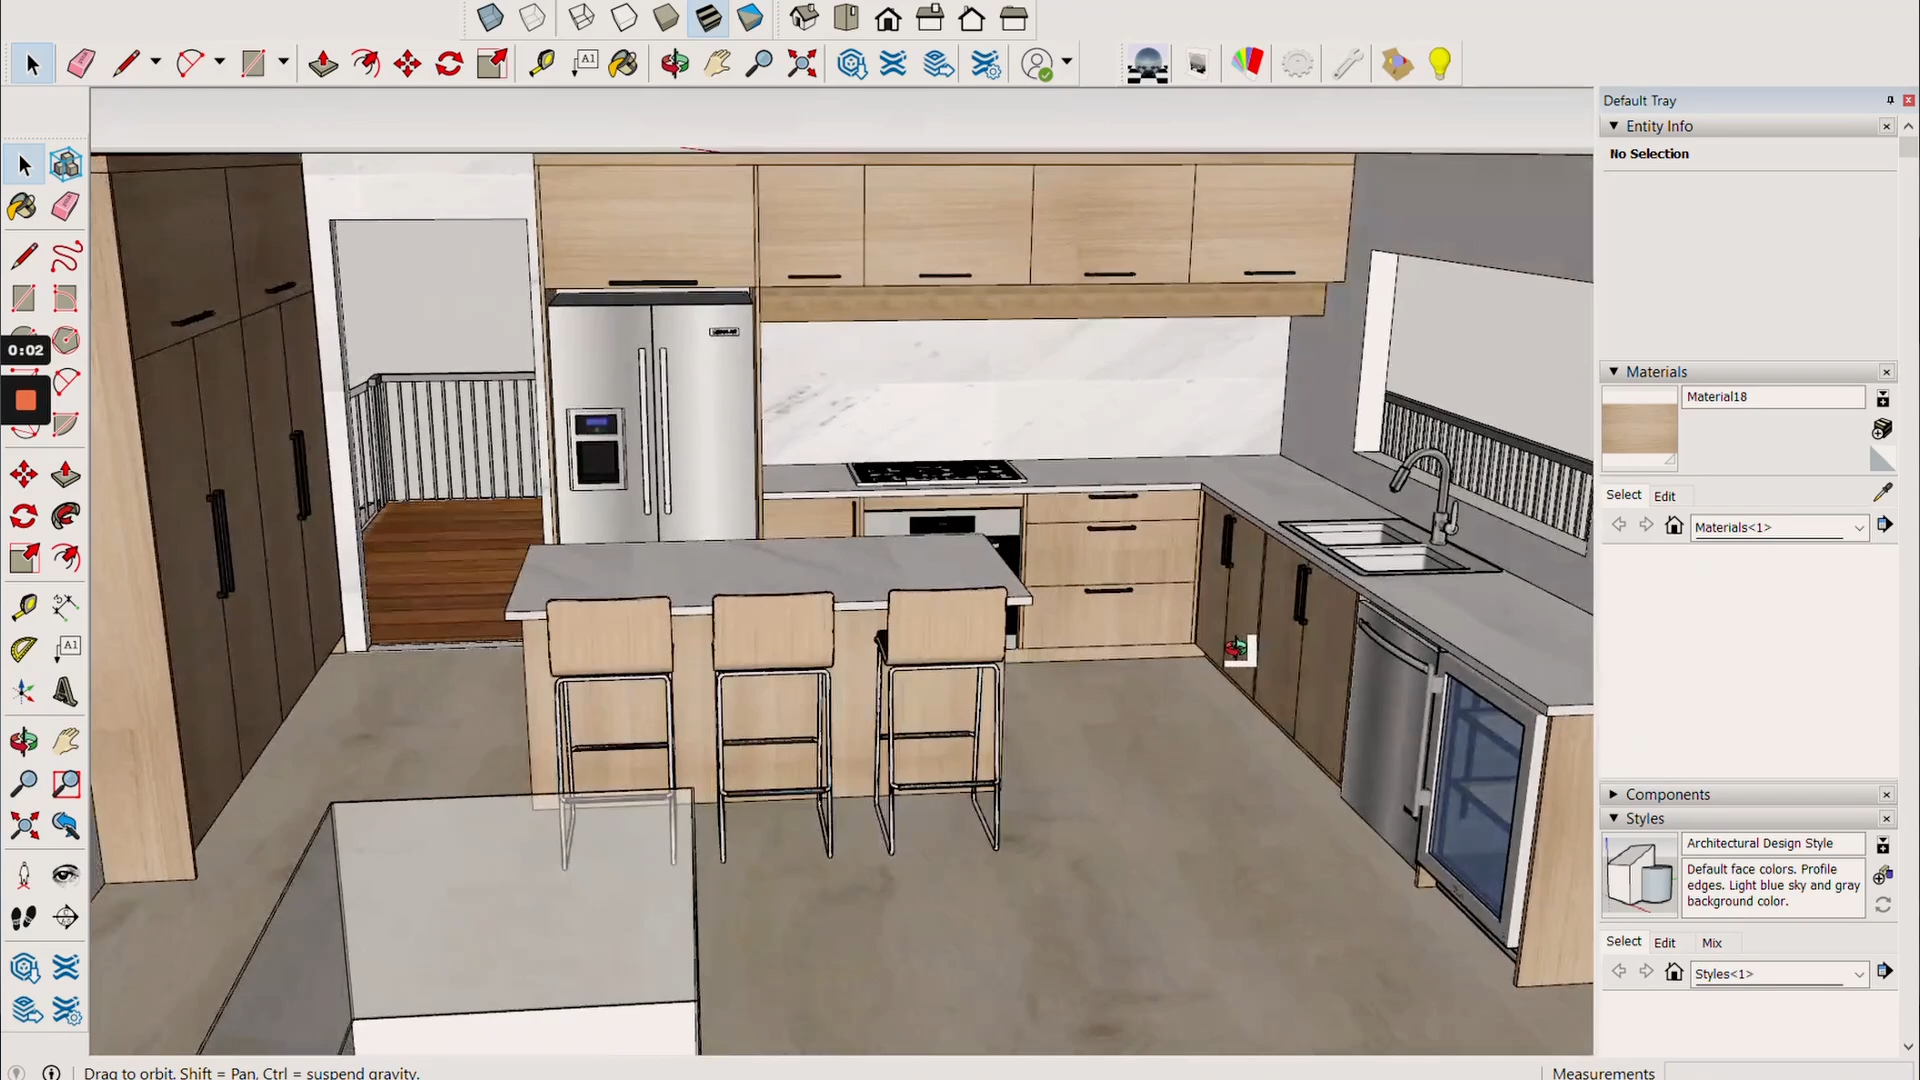 A1
Default Tray
Entity Info
No Selection
0:02
Materials
Material18
Select Edit
Materials<1>
A1
Components
Styles
Architectural Design Style
Default face colors. Profile
edges. Light blue sky and gray
background color.
Select Edit Mix
Styles<1>
Drag to orbit. Shift = Pan, Ctrl = suspend gravity.
Measurements